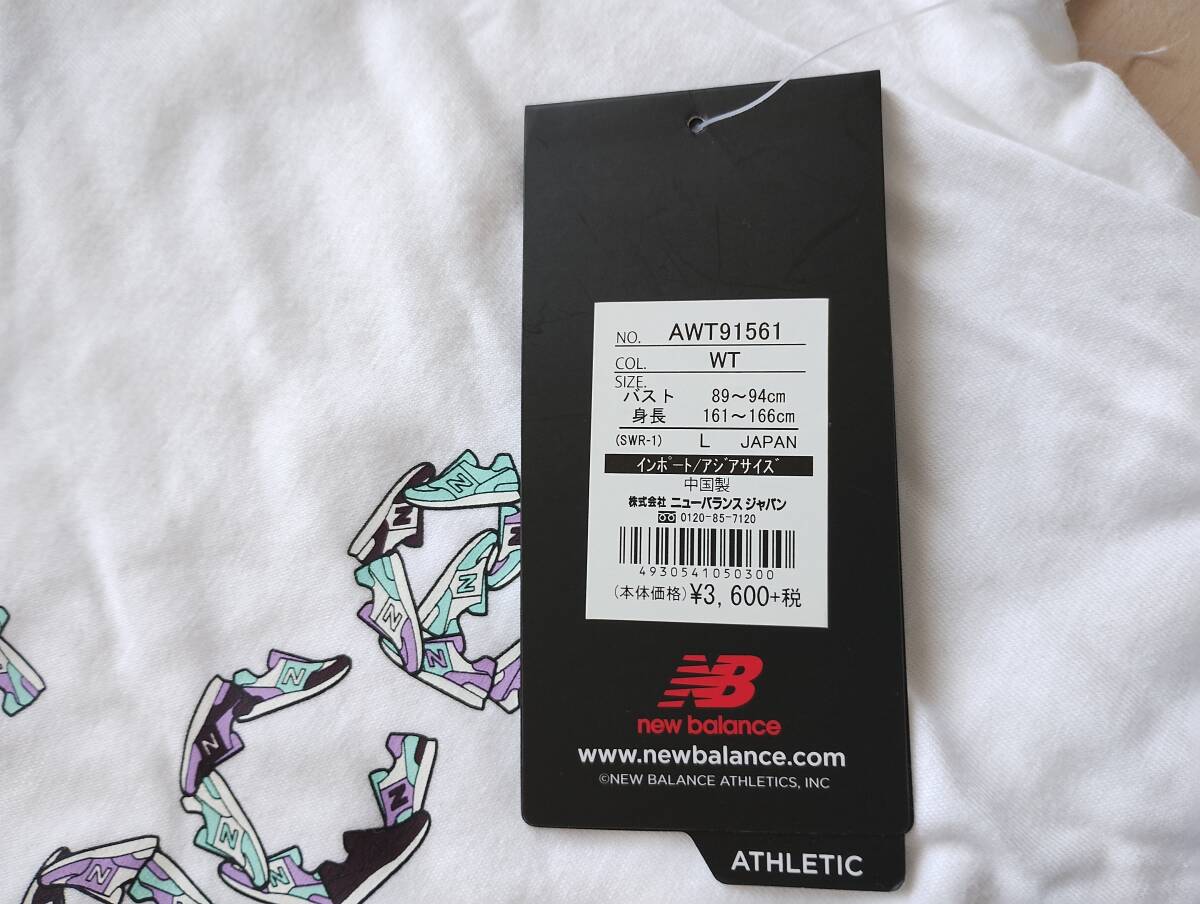 NO. AWT91561
COL. WT
SIZE.
バスト 89～94cm
身長 161～166cm
(SWR-1) L JAPAN
インポート/アジアサイズ
中国製
株式会社 ニューバランス ジャパン
0120-85-7120
4930541050300
(本体価格) ¥3,600+税
NB
new balance
www.newbalance.com
©NEW BALANCE ATHLETICS, INC
ATHLETIC
N
N
N
N
N
N
N
N
N
N